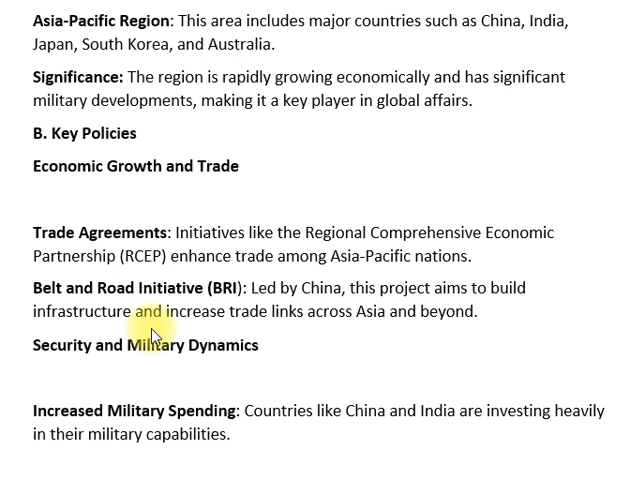 Asia-Pacific Region: This area includes major countries such as China, India,
Japan, South Korea, and Australia.
Significance: The region is rapidly growing economically and has significant
military developments, making it a key player in global affairs.
B. Key Policies
Economic Growth and Trade
Trade Agreements: Initiatives like the Regional Comprehensive Economic
Partnership (RCEP) enhance trade among Asia-Pacific nations.
Belt and Road Initiative (BRI): Led by China, this project aims to build
infrastructure and increase trade links across Asia and beyond.
Security and Military Dynamics
Increased Military Spending: Countries like China and India are investing heavily
in their military capabilities.